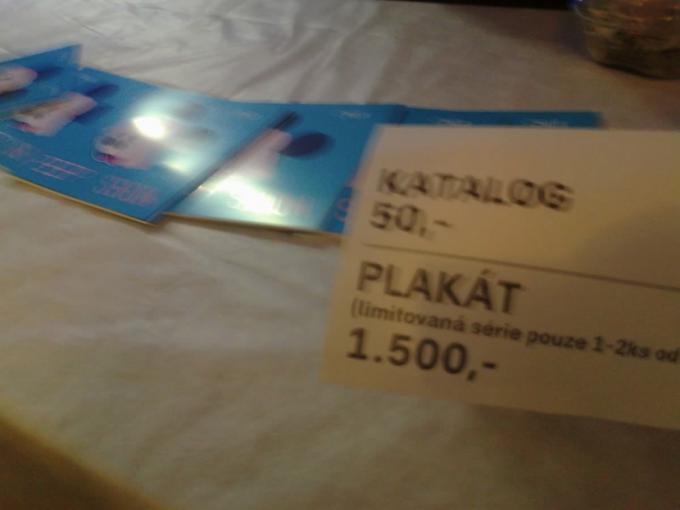 KATALOG
50,-
PLAKÁT
(limitovaná série pouze 1-2ks od
1.500,-